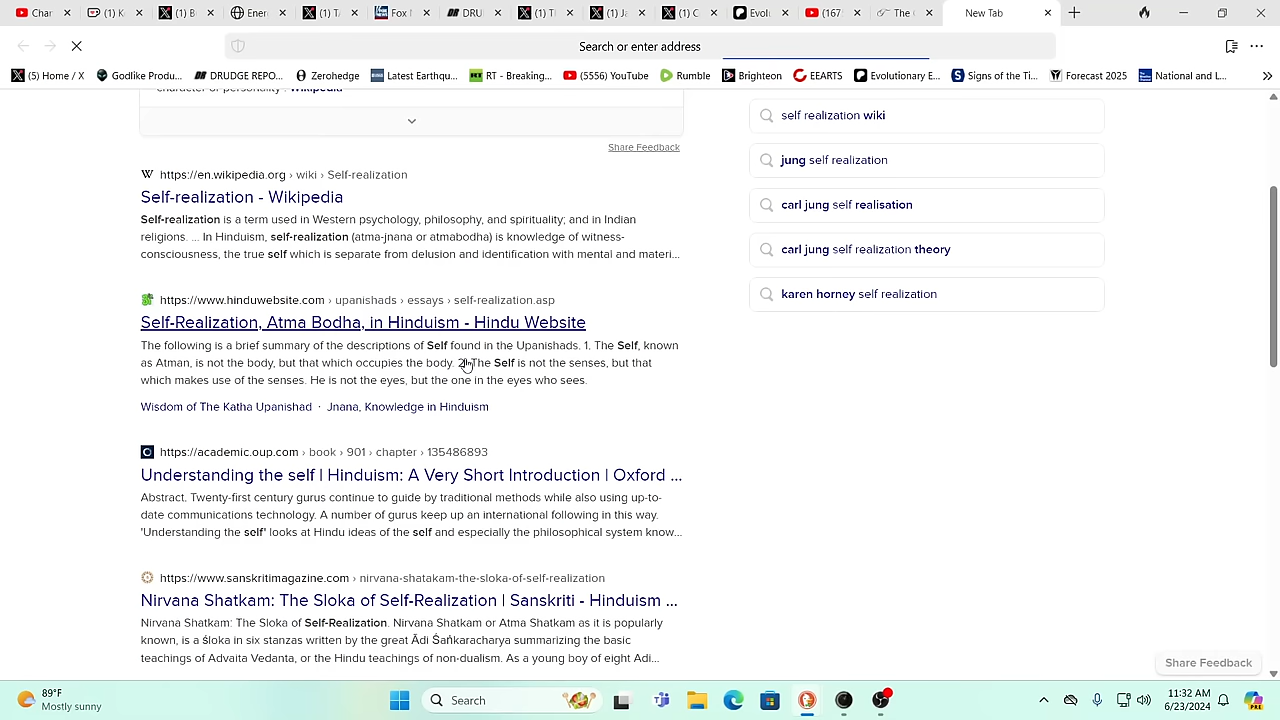 Char
(1) K
(1) B
Ener
(1) T
Fox N
DRU
(1) T
(1) J
(1) C
Evolu
(167
The C
New Tab
Search or enter address
(5) Home / X
Godlike Produ...
DRUDGE REPO...
Zerohedge
Latest Earthqu...
RT - Breaking...
(5556) YouTube
Rumble
Brighteon
EEARTS
Evolutionary E...
Signs of the Ti...
Forecast 2025
National and L...
character or personality . Wikipedia
Share Feedback
W https://en.wikipedia.org › wiki › Self-realization
Self-realization - Wikipedia
Self-realization is a term used in Western psychology, philosophy, and spirituality; and in Indian
religions. ... In Hinduism, self-realization (atma-jnana or atmabodha) is knowledge of witness-
consciousness, the true self which is separate from delusion and identification with mental and materi...
https://www.hinduwebsite.com › upanishads › essays › self-realization.asp
Self-Realization, Atma Bodha, in Hinduism - Hindu Website
The following is a brief summary of the descriptions of Self found in the Upanishads. 1. The Self, known
as Atman, is not the body, but that which occupies the body. 2. The Self is not the senses, but that
which makes use of the senses. He is not the eyes, but the one in the eyes who sees.
Wisdom of The Katha Upanishad · Jnana, Knowledge in Hinduism
https://academic.oup.com › book › 901 › chapter › 135486893
Understanding the self | Hinduism: A Very Short Introduction | Oxford ...
Abstract. Twenty-first century gurus continue to guide by traditional methods while also using up-to-
date communications technology. A number of gurus keep up an international following in this way.
'Understanding the self' looks at Hindu ideas of the self and especially the philosophical system know...
https://www.sanskritimagazine.com › nirvana-shatakam-the-sloka-of-self-realization
Nirvana Shatkam: The Sloka of Self-Realization | Sanskriti - Hinduism ...
Nirvana Shatkam: The Sloka of Self-Realization. Nirvana Shatkam or Atma Shatkam as it is popularly
known, is a śloka in six stanzas written by the great Ādi Śaṅkaracharya summarizing the basic
teachings of Advaita Vedanta, or the Hindu teachings of non-dualism. As a young boy of eight Adi...
self realization wiki
jung self realization
carl jung self realisation
carl jung self realization theory
karen horney self realization
Share Feedback
89°F
Mostly sunny
Search
11:32 AM
6/23/2024